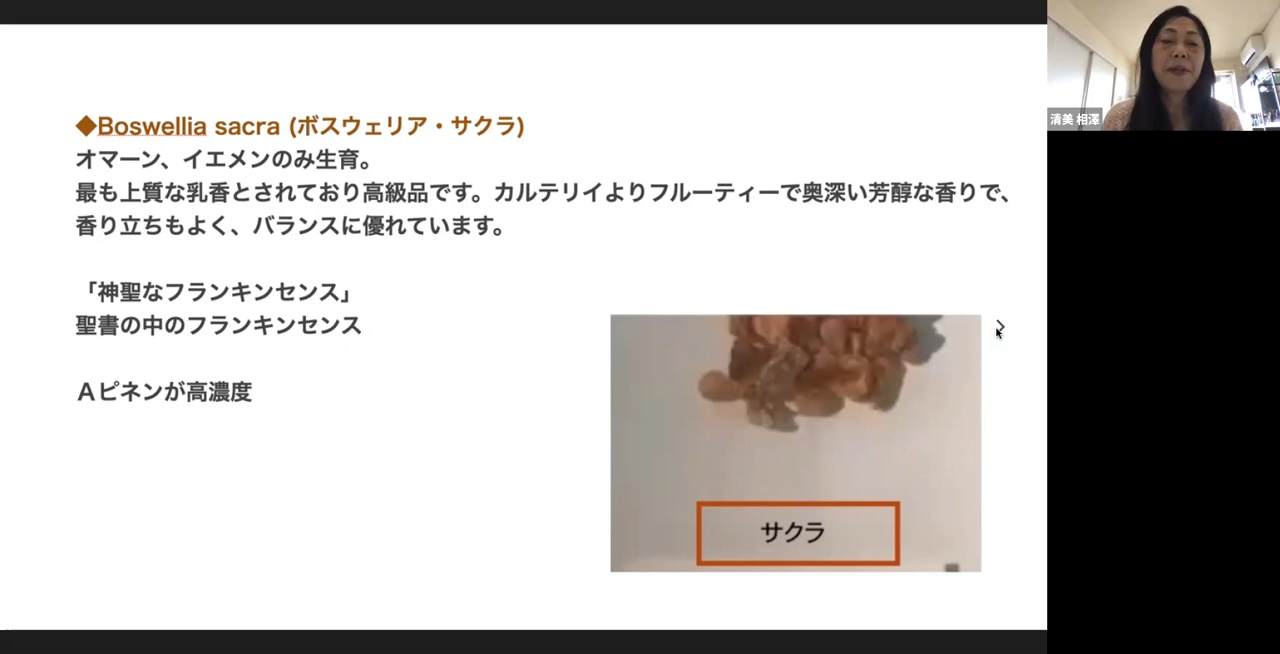 ◆Boswellia sacra (ボスウェリア・サクラ)
オマーン、イエメンのみ生育。
最も上質な乳香とされており高級品です。カルテリイよりフルーティーで奥深い芳醇な香りで、
香り立ちもよく、バランスに優れています。
「神聖なフランキンセンス」
聖書の中のフランキンセンス
Aピネンが高濃度
サクラ
清美 相澤